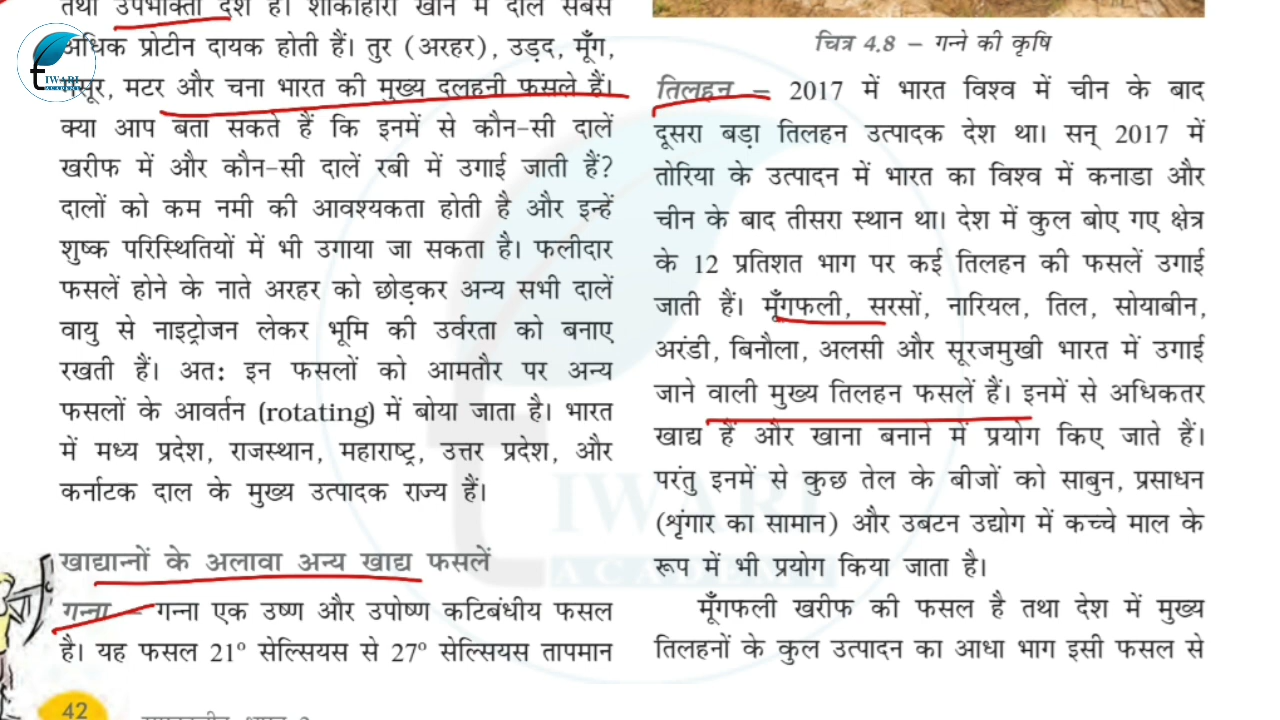 तथा उपभोक्ता देश है। शाकाहारी खाने में दालें सबसे
अधिक प्रोटीन दायक होती हैं। तुर (अरहर), उड़द, मूँग,
मसूर, मटर और चना भारत की मुख्य दलहनी फसले हैं।
क्या आप बता सकते हैं कि इनमें से कौन-सी दालें
खरीफ में और कौन-सी दालें रबी में उगाई जाती हैं?
दालों को कम नमी की आवश्यकता होती है और इन्हें
शुष्क परिस्थितियों में भी उगाया जा सकता है। फलीदार
फसलें होने के नाते अरहर को छोड़कर अन्य सभी दालें
वायु से नाइट्रोजन लेकर भूमि की उर्वरता को बनाए
रखती हैं। अतः इन फसलों को आमतौर पर अन्य
फसलों के आवर्तन (rotating) में बोया जाता है। भारत
में मध्य प्रदेश, राजस्थान, महाराष्ट्र, उत्तर प्रदेश, और
कर्नाटक दाल के मुख्य उत्पादक राज्य हैं।
खाद्यान्नों के अलावा अन्य खाद्य फसलें
गन्ना – गन्ना एक उष्ण और उपोष्ण कटिबंधीय फसल
है। यह फसल 21° सेल्सियस से 27° सेल्सियस तापमान
42
चित्र 4.8 – गन्ने की कृषि
तिलहन – 2017 में भारत विश्व में चीन के बाद
दूसरा बड़ा तिलहन उत्पादक देश था। सन् 2017 में
तोरिया के उत्पादन में भारत का विश्व में कनाडा और
चीन के बाद तीसरा स्थान था। देश में कुल बोए गए क्षेत्र
के 12 प्रतिशत भाग पर कई तिलहन की फसलें उगाई
जाती हैं। मूँगफली, सरसों, नारियल, तिल, सोयाबीन,
अरंडी, बिनौला, अलसी और सूरजमुखी भारत में उगाई
जाने वाली मुख्य तिलहन फसलें हैं। इनमें से अधिकतर
खाद्य हैं और खाना बनाने में प्रयोग किए जाते हैं।
परंतु इनमें से कुछ तेल के बीजों को साबुन, प्रसाधन
(शृंगार का सामान) और उबटन उद्योग में कच्चे माल के
रूप में भी प्रयोग किया जाता है।
मूँगफली खरीफ की फसल है तथा देश में मुख्य
तिलहनों के कुल उत्पादन का आधा भाग इसी फसल से
TIWARI
ACADEMY
IWARI
ACADEMY